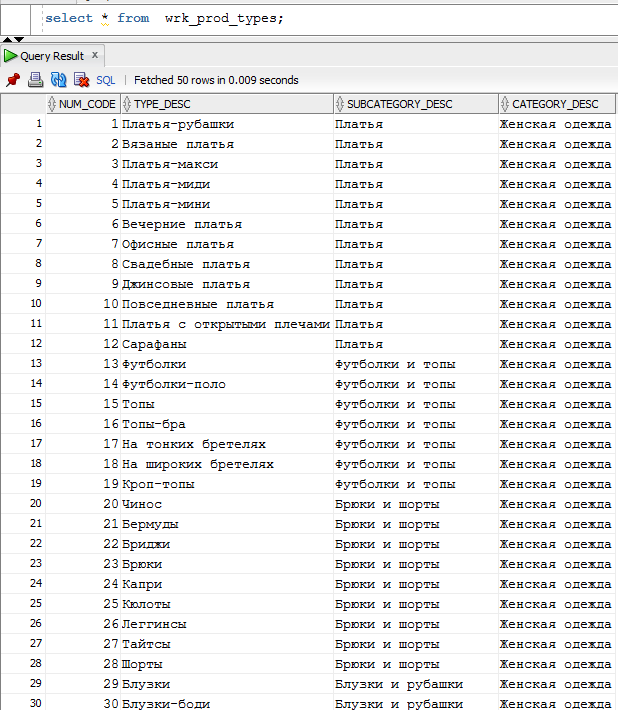 select * from  wrk_prod_types;
Query Result x
SQL | Fetched 50 rows in 0.009 seconds
NUM_CODE TYPE_DESC SUBCATEGORY_DESC CATEGORY_DESC
1 1 Платья-рубашки Платья Женская одежда
2 2 Вязаные платья Платья Женская одежда
3 3 Платья-макси Платья Женская одежда
4 4 Платья-миди Платья Женская одежда
5 5 Платья-мини Платья Женская одежда
6 6 Вечерние платья Платья Женская одежда
7 7 Офисные платья Платья Женская одежда
8 8 Свадебные платья Платья Женская одежда
9 9 Джинсовые платья Платья Женская одежда
10 10 Повседневные платья Платья Женская одежда
11 11 Платья с открытыми плечами Платья Женская одежда
12 12 Сарафаны Платья Женская одежда
13 13 Футболки Футболки и топы Женская одежда
14 14 Футболки-поло Футболки и топы Женская одежда
15 15 Топы Футболки и топы Женская одежда
16 16 Топы-бра Футболки и топы Женская одежда
17 17 На тонких бретелях Футболки и топы Женская одежда
18 18 На широких бретелях Футболки и топы Женская одежда
19 19 Кроп-топы Футболки и топы Женская одежда
20 20 Чинос Брюки и шорты Женская одежда
21 21 Бермуды Брюки и шорты Женская одежда
22 22 Бриджи Брюки и шорты Женская одежда
23 23 Брюки Брюки и шорты Женская одежда
24 24 Капри Брюки и шорты Женская одежда
25 25 Кюлоты Брюки и шорты Женская одежда
26 26 Леггинсы Брюки и шорты Женская одежда
27 27 Тайтсы Брюки и шорты Женская одежда
28 28 Шорты Брюки и шорты Женская одежда
29 29 Блузки Блузки и рубашки Женская одежда
30 30 Блузки-боди Блузки и рубашки Женская одежда